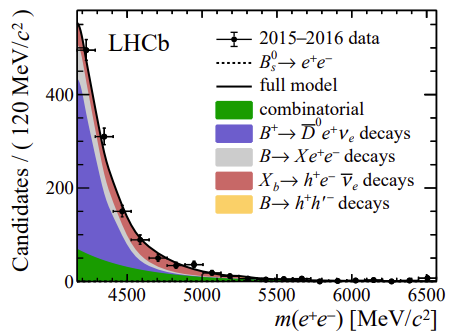 LHCb
2015–2016 data
B⁰ₛ → e⁺e⁻
full model
combinatorial
B⁺→ D̅⁰e⁺νₑ decays
B→ Xe⁺e⁻ decays
X_b→ h⁺e⁻ ν̅ₑ decays
B→ h⁺h′⁻ decays
Candidates / ( 120 MeV/c²)
400
200
0
4500 5000 5500 6000 6500
m(e⁺e⁻) [MeV/c²]